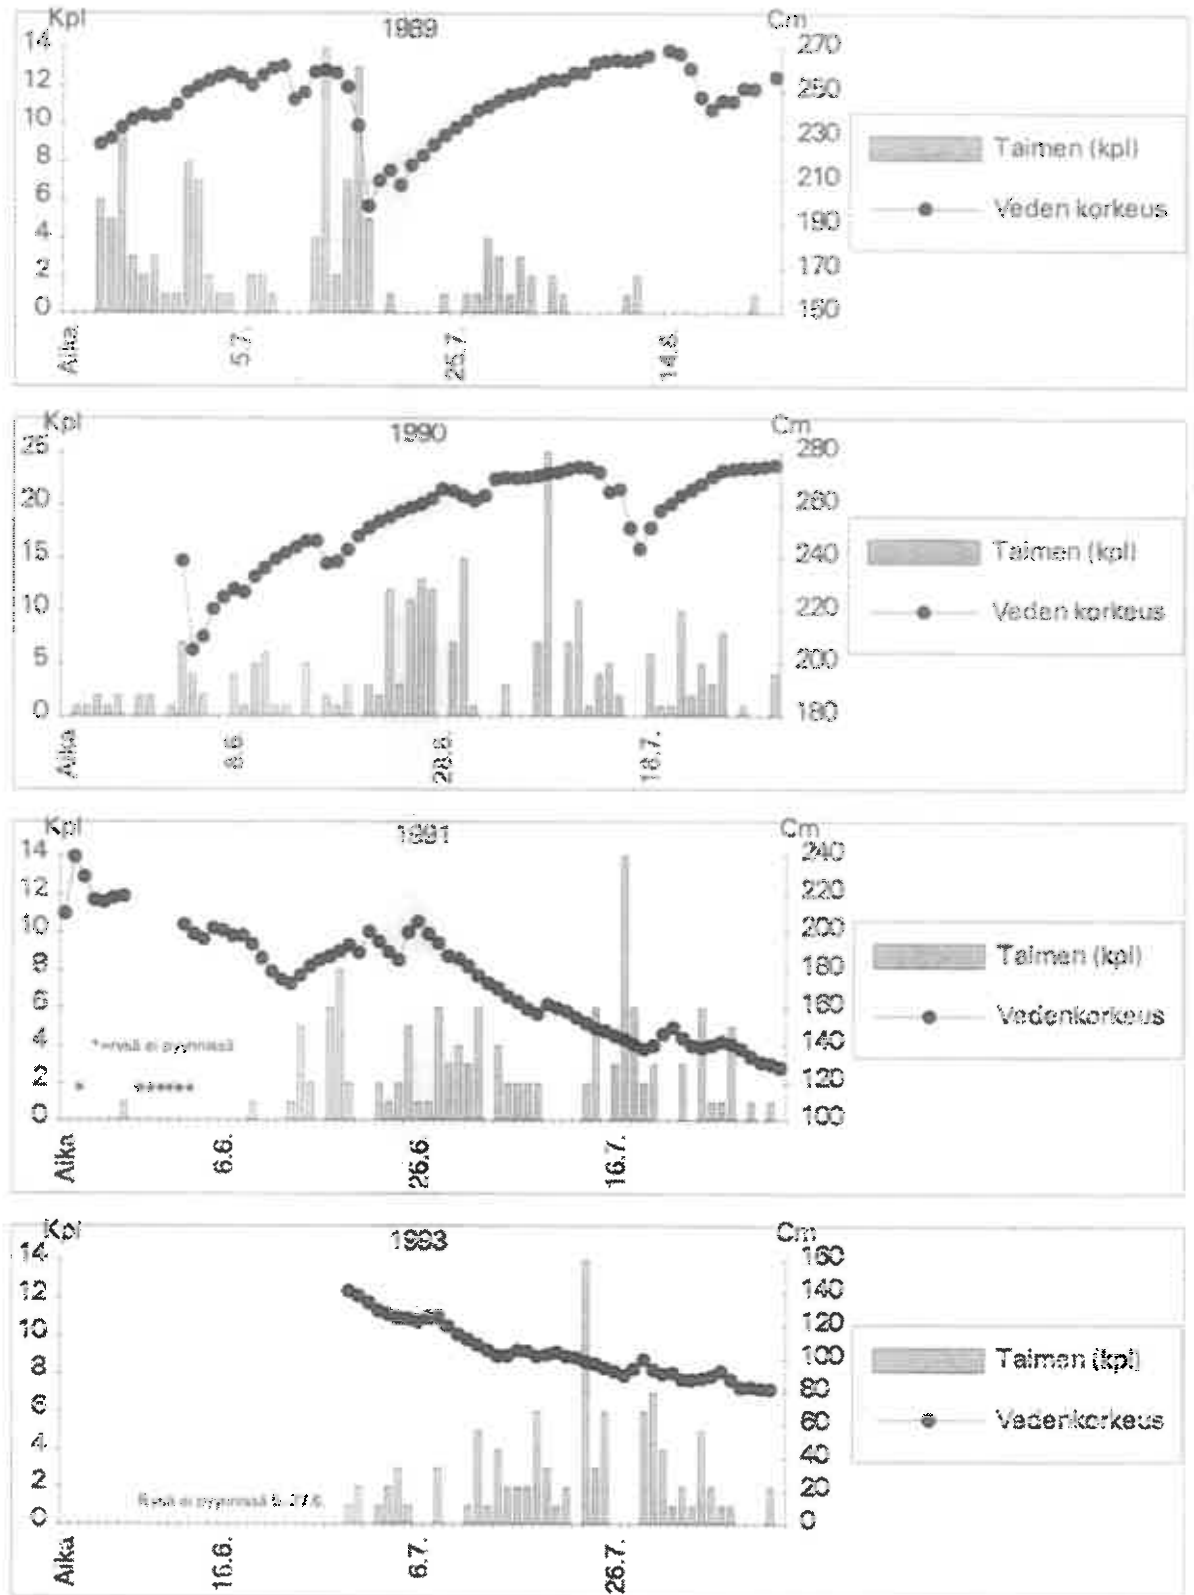 Kpl 1989 Cm
14 270
12 250
10 230
8 210
6
4 190
2 170
0 150
Taimen (kpl)
Veden korkeus
Aika 5.7. 25.7. 14.8.
Kpl 1990 Cm
25 280
20 260
15 240
10 220
5 200
0 180
Taimen (kpl)
Veden korkeus
Aika 8.6. 28.6. 18.7.
Kpl 1991 Cm
14 240
12 220
10 200
8 180
6 160
4 140
2 120
0 100
*=rysä ei pyynnissä
* ******
Taimen (kpl)
Vedenkorkeus
Aika 6.6. 26.6 16.7.
Kpl 1993 Cm
14 160
12 140
10 120
8 100
6 80
4 60
2 40
0 20
0
Rysä ei pyynnissä
Taimen (kpl)
Vedenkorkeus
Aika 16.6. 6.7. 26.7.